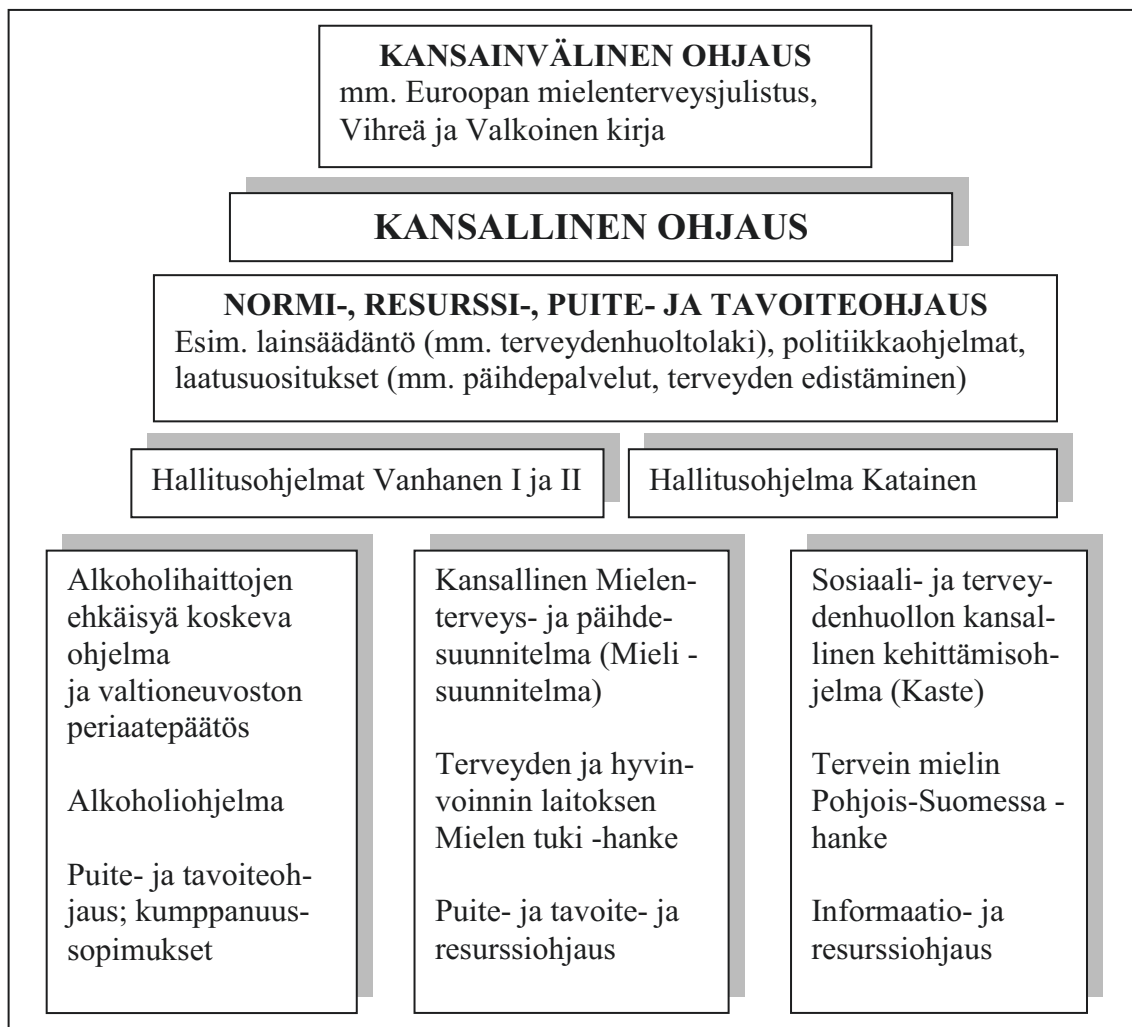 KANSAINVÄLINEN OHJAUS
mm. Euroopan mielenterveysjulistus,
Vihreä ja Valkoinen kirja
KANSALLINEN OHJAUS
NORMI-, RESURSSI-, PUITE- JA TAVOITEOHJAUS
Esim. lainsäädäntö (mm. terveydenhuoltolaki), politiikkaohjelmat,
laatusuositukset (mm. päihdepalvelut, terveyden edistäminen)
Hallitusohjelmat Vanhanen I ja II
Hallitusohjelma Katainen
Alkoholihaittojen
ehkäisyä koskeva
ohjelma
ja valtioneuvoston
periaatepäätös
Alkoholiohjelma
Puite- ja tavoiteoh-
jaus; kumppanuus-
sopimukset
Kansallinen Mielen-
terveys- ja päihde-
suunnitelma (Mieli -
suunnitelma)
Terveyden ja hyvin-
voinnin laitoksen
Mielen tuki -hanke
Puite- ja tavoite- ja
resurssiohjaus
Sosiaali- ja tervey-
denhuollon kansal-
linen kehittämisoh-
jelma (Kaste)
Tervein mielin
Pohjois-Suomessa -
hanke
Informaatio- ja
resurssiohjaus